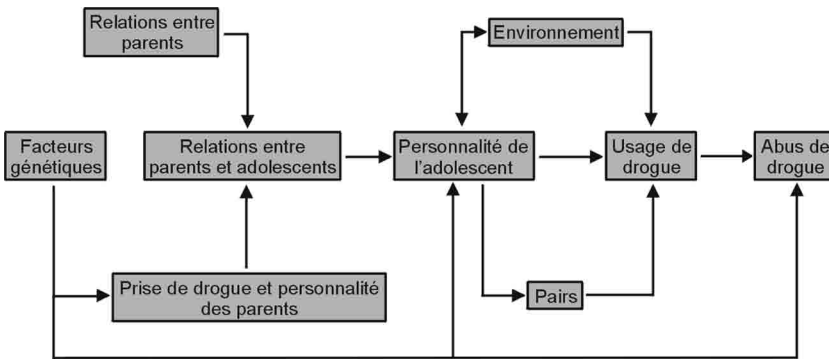 Relations entre
parents
Environnement
Facteurs
génétiques
Relations entre
parents et adolescents
Personnalité de
l'adolescent
Usage de
drogue
Abus de
drogue
Prise de drogue et personnalité
des parents
Pairs